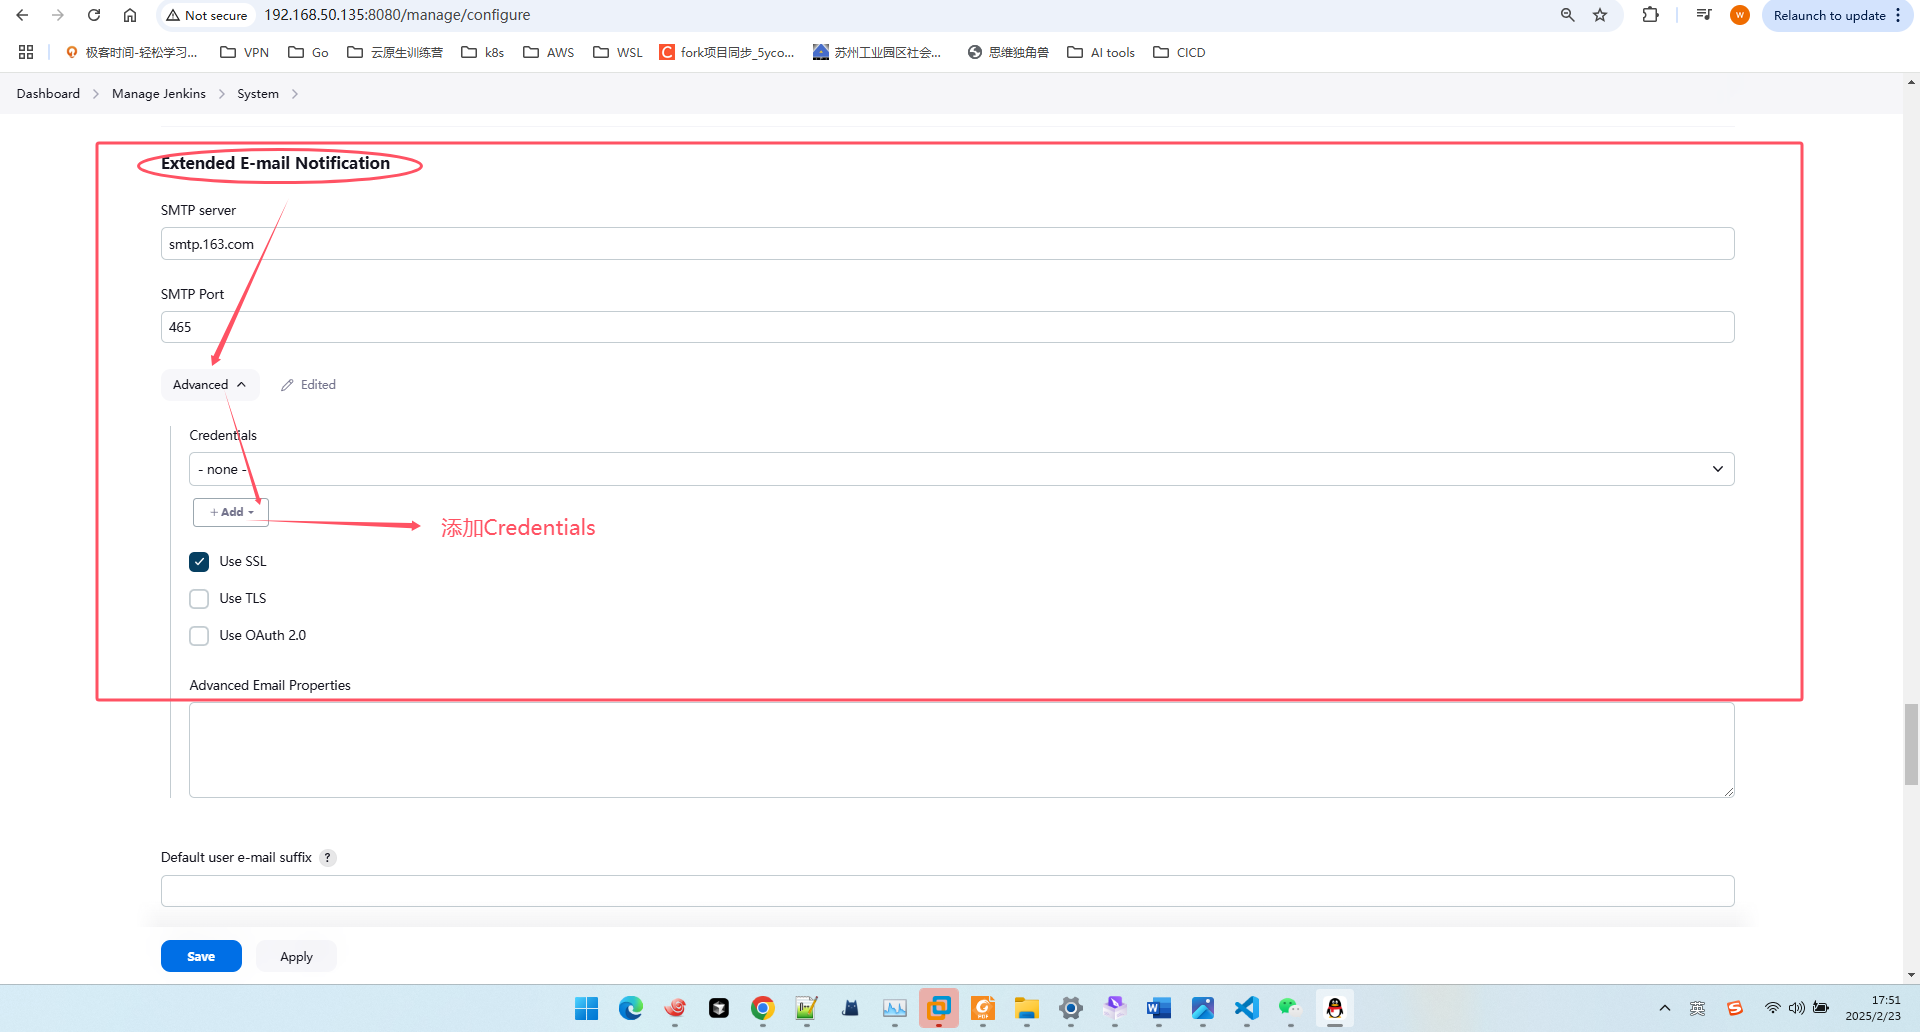 Not secure 192.168.50.135:8080/manage/configure W Relaunch to update
极客时间-轻松学习... VPN Go 云原生训练营 k8s AWS WSL C fork项目同步_5yco... 苏州工业园区社会... 思维独角兽 AI tools CICD
Dashboard Manage Jenkins System
Extended E-mail Notification
SMTP server
smtp.163.com
SMTP Port
465
Advanced Edited
Credentials
- none -
+ Add
添加Credentials
Use SSL
Use TLS
Use OAuth 2.0
Advanced Email Properties
Default user e-mail suffix ?
Save Apply
英 17:51
2025/2/23